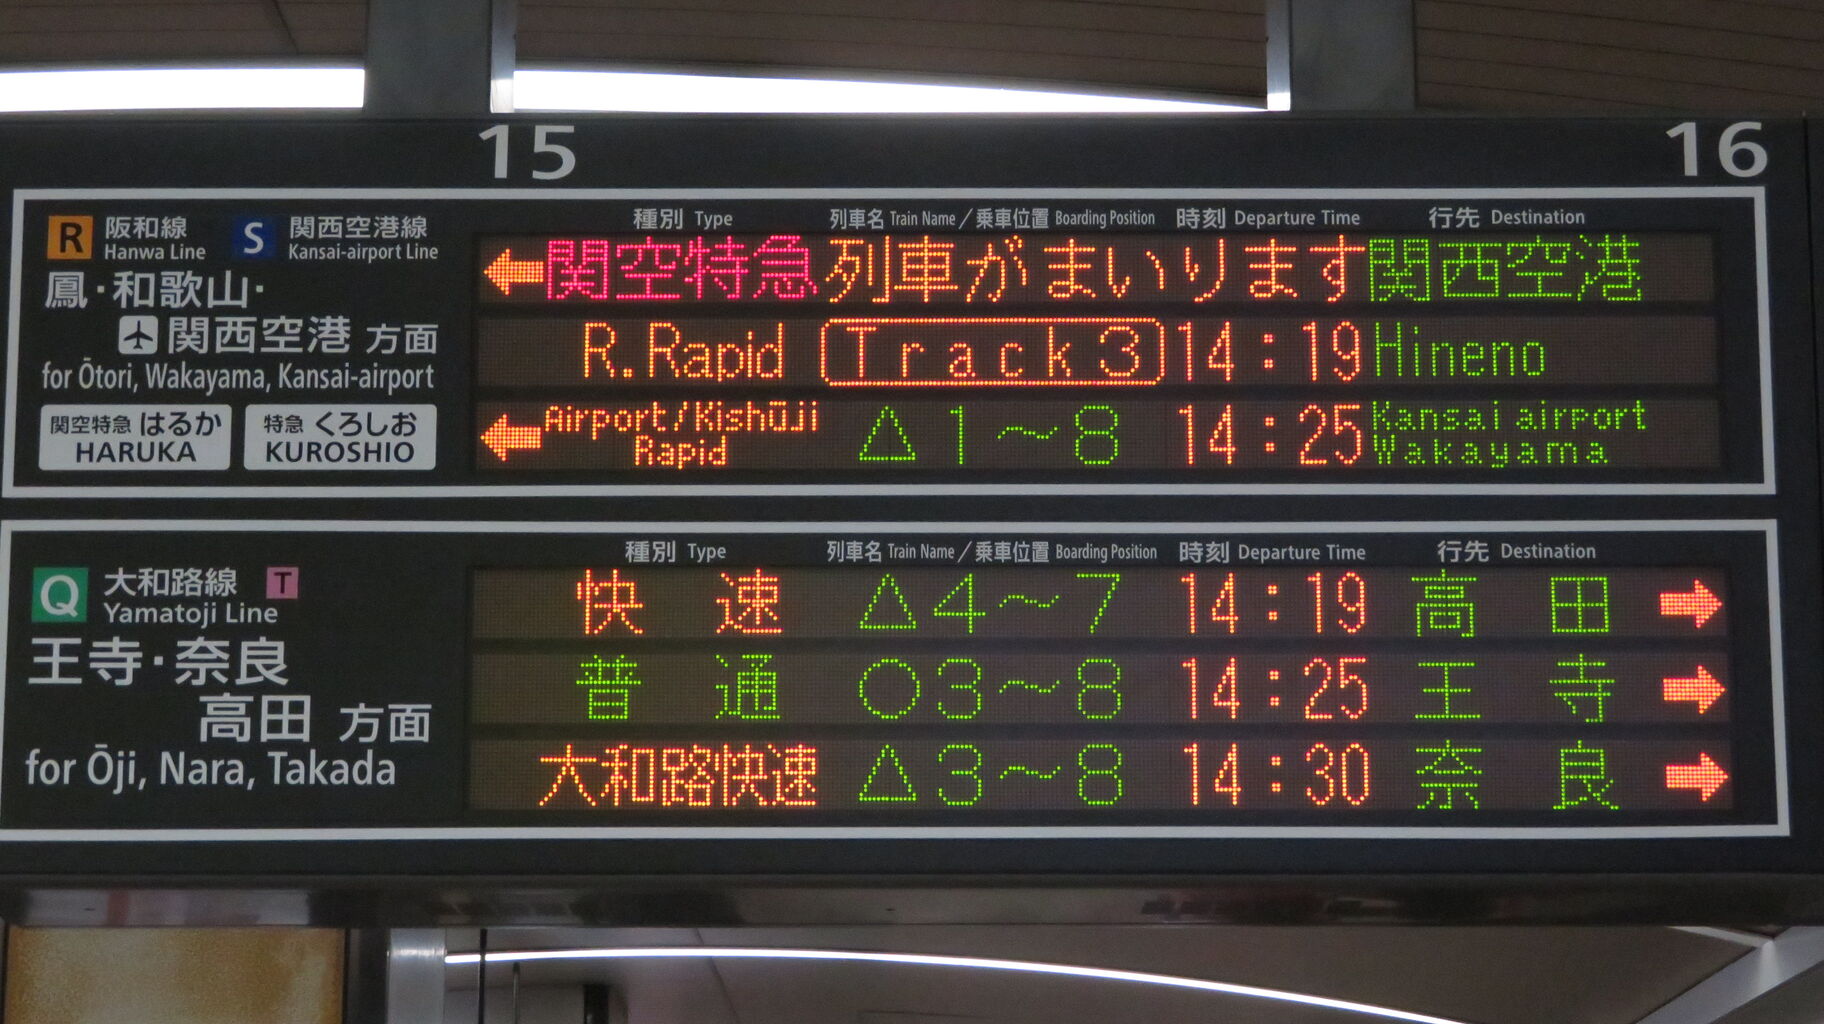 15 16
R 阪和線 Hanwa Line S 関西空港線 Kansai-airport Line
鳳・和歌山・
関西空港 方面
for Ōtori, Wakayama, Kansai-airport
関空特急 はるか HARUKA
特急 くろしお KUROSHIO
種別 Type 列車名 Train Name／乗車位置 Boarding Position 時刻 Departure Time 行先 Destination
←関空特急 列車がまいります 関西空港
R.Rapid Track3 14:19 Hineno
←Airport/Kishūji Rapid △1～8 14:25 Kansai airport Wakayama
Q 大和路線 T
Yamatoji Line
王寺・奈良
高田 方面
for Ōji, Nara, Takada
種別 Type 列車名 Train Name／乗車位置 Boarding Position 時刻 Departure Time 行先 Destination
快速 △4～7 14:19 高田 →
普通 ○3～8 14:25 王寺 →
大和路快速 △3～8 14:30 奈良 →